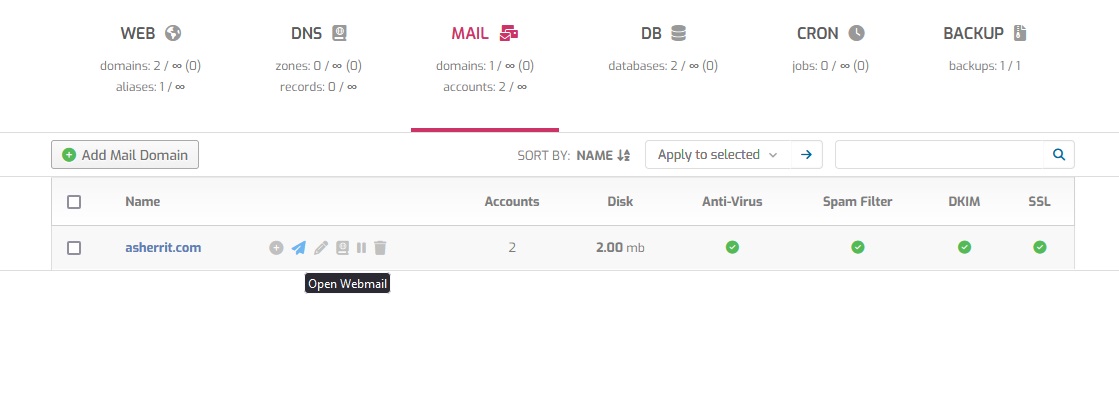 WEB DNS MAIL DB CRON BACKUP
domains: 2 / ∞ (0) zones: 0 / ∞ (0) domains: 1 / ∞ (0) databases: 2 / ∞ (0) jobs: 0 / ∞ (0) backups: 1 / 1
aliases: 1 / ∞ records: 0 / ∞ accounts: 2 / ∞
Add Mail Domain SORT BY: NAME Apply to selected
Name Accounts Disk Anti-Virus Spam Filter DKIM SSL
asherrit.com 2 2.00 mb
Open Webmail